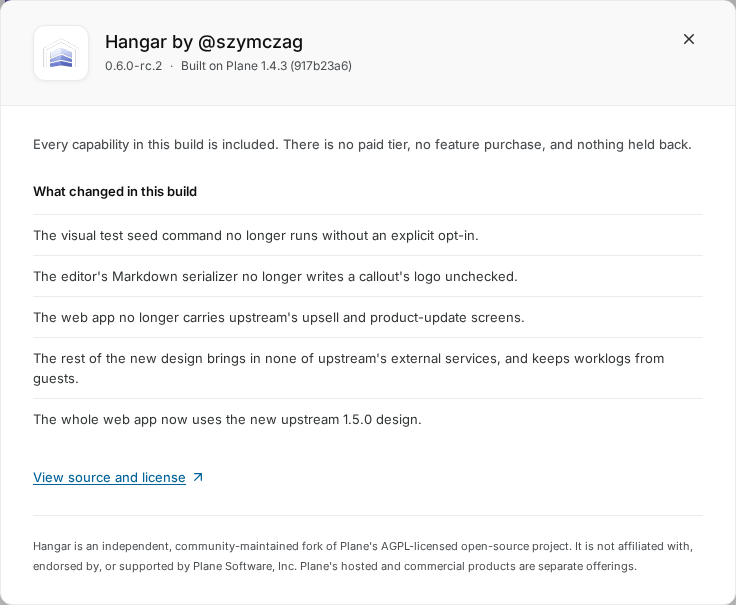 Hangar by @szymczag
0.6.0-rc.2 · Built on Plane 1.4.3 (917b23a6)
Every capability in this build is included. There is no paid tier, no feature purchase, and nothing held back.
What changed in this build
The visual test seed command no longer runs without an explicit opt-in.
The editor's Markdown serializer no longer writes a callout's logo unchecked.
The web app no longer carries upstream's upsell and product-update screens.
The rest of the new design brings in none of upstream's external services, and keeps worklogs from
guests.
The whole web app now uses the new upstream 1.5.0 design.
View source and license
Hangar is an independent, community-maintained fork of Plane's AGPL-licensed open-source project. It is not affiliated with,
endorsed by, or supported by Plane Software, Inc. Plane's hosted and commercial products are separate offerings.